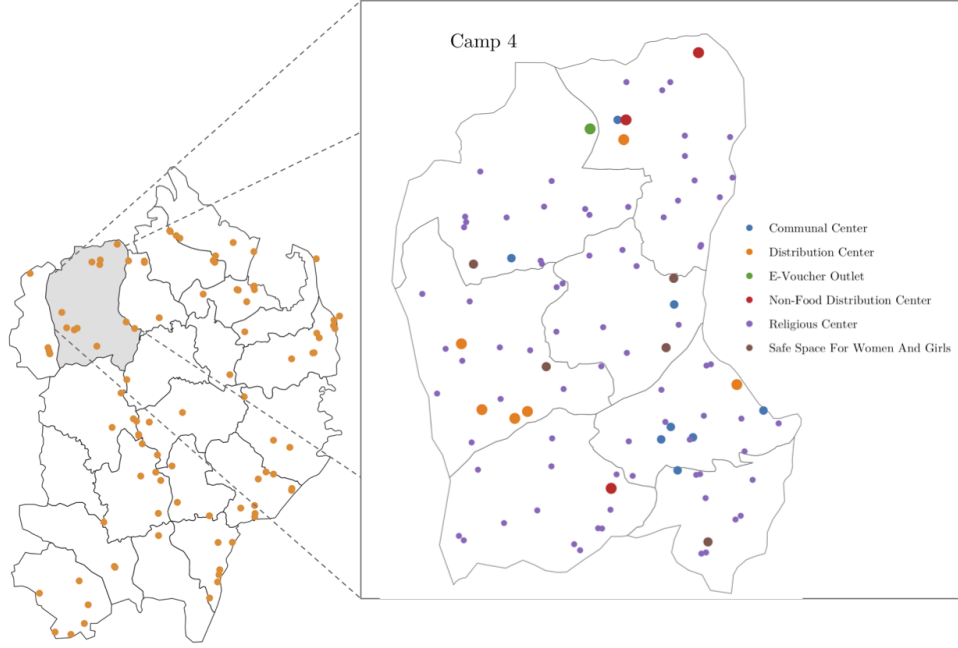 Camp 4
Communal Center
Distribution Center
E-Voucher Outlet
Non-Food Distribution Center
Religious Center
Safe Space For Women And Girls